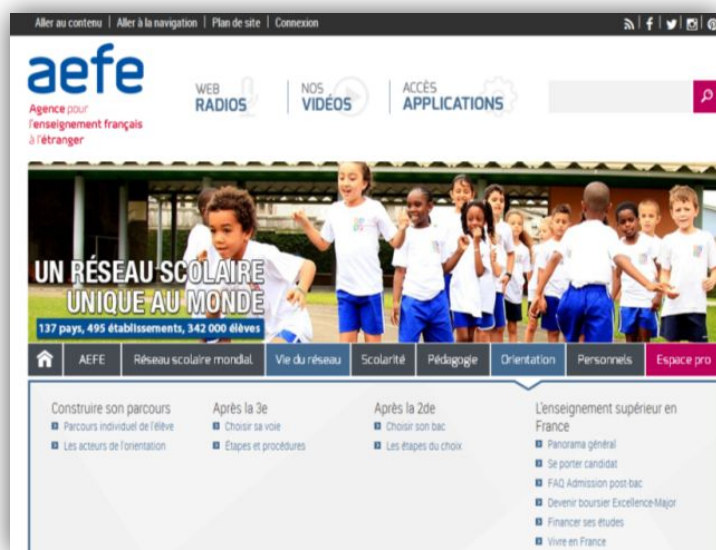 Aller au contenu | Aller à la navigation | Plan de site | Connexion
aefe
Agence pour
l'enseignement français
à l'étranger
WEB
RADIOS
NOS
VIDÉOS
ACCÈS
APPLICATIONS
UN RÉSEAU SCOLAIRE
UNIQUE AU MONDE
137 pays, 495 établissements, 342 000 élèves
AEFE Réseau scolaire mondial Vie du réseau Scolarité Pédagogie Orientation Personnels Espace pro
Construire son parcours
Parcours individuel de l'élève
Les acteurs de l'orientation
Après la 3e
Choisir sa voie
Etapes et procédures
Après la 2de
Choisir son bac
Les étapes du choix
L'enseignement supérieur en
France
Panorama général
Se porter candidat
FAQ Admission post-bac
Devenir boursier Excellence-Major
Financer ses études
Vivre en France